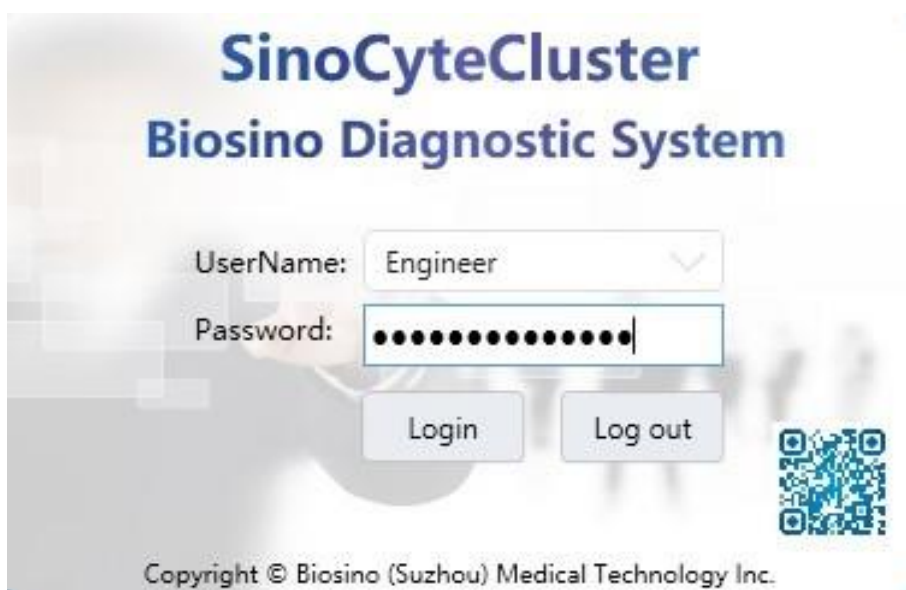 SinoCyteCluster
Biosino Diagnostic System
UserName: Engineer
Password: ●●●●●●●●●●●●●●
Login Log out
Copyright © Biosino (Suzhou) Medical Technology Inc.